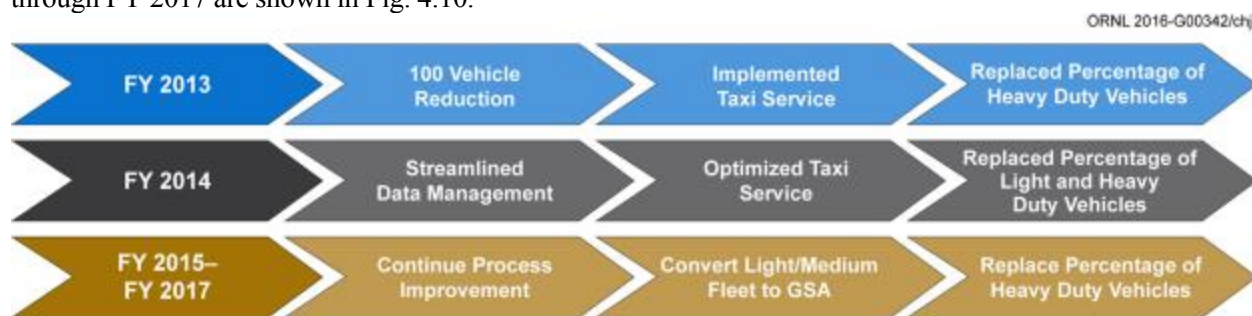 through FY 2017 are shown in Fig. 4.10.
ORNL 2016-G00342/chj
FY 2013
100 Vehicle
Reduction
Implemented
Taxi Service
Replaced Percentage of
Heavy Duty Vehicles
FY 2014
Streamlined
Data Management
Optimized Taxi
Service
Replaced Percentage of
Light and Heavy
Duty Vehicles
FY 2015–
FY 2017
Continue Process
Improvement
Convert Light/Medium
Fleet to GSA
Replace Percentage of
Heavy Duty Vehicles